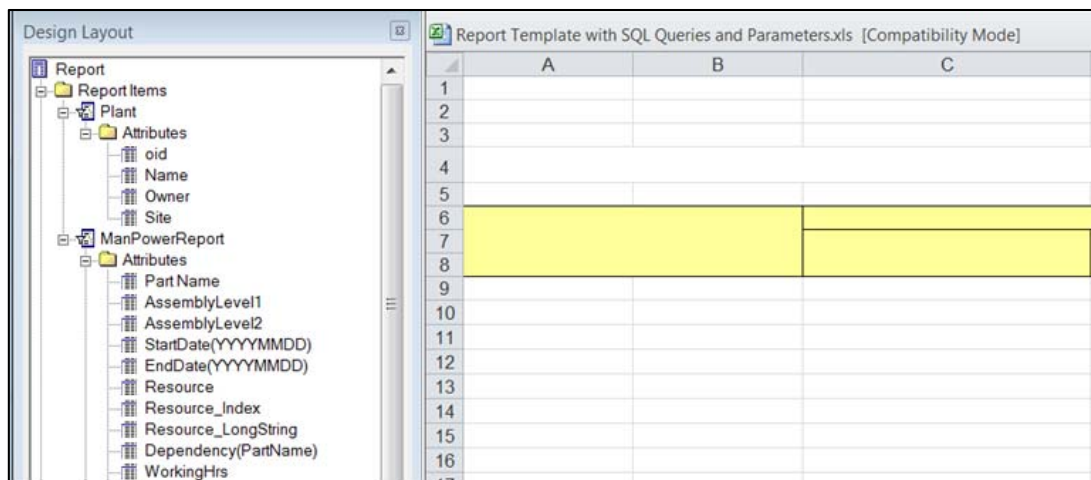 Design Layout
Report
Report Items
Plant
Attributes
oid
Name
Owner
Site
ManPowerReport
Attributes
Part Name
AssemblyLevel1
AssemblyLevel2
StartDate(YYYYMMDD)
EndDate(YYYYMMDD)
Resource
Resource_Index
Resource_LongString
Dependency(PartName)
WorkingHrs
Report Template with SQL Queries and Parameters.xls [Compatibility Mode]
A B C
1
2
3
4
5
6
7
8
9
10
11
12
13
14
15
16